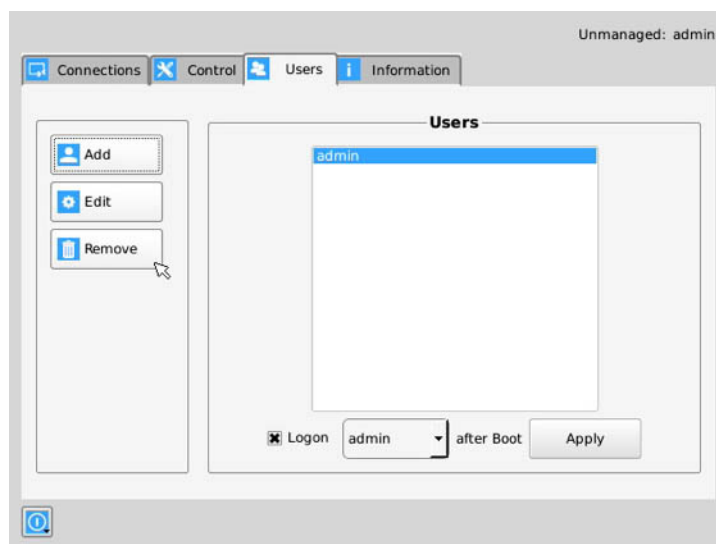 Unmanaged: admin
Connections Control Users Information
Users
Add
Edit
Remove
admin
Logon admin after Boot Apply